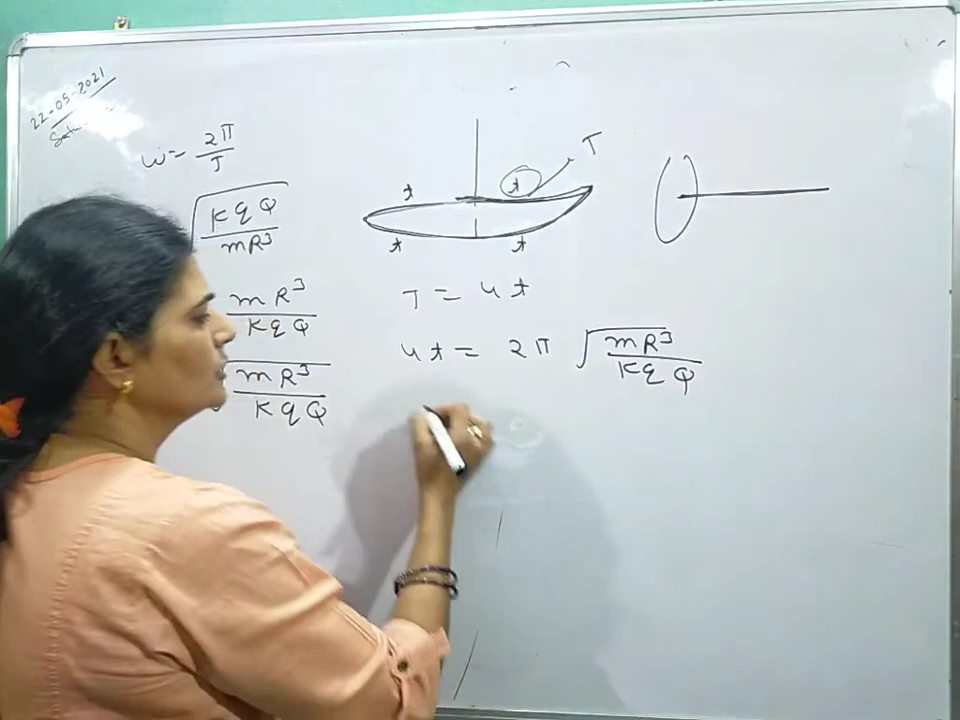 22-05-2021
ω = 2π/T
√(KqQ/mR³)
mR³/KqQ
√(mR³/KqQ)
T
t
t
t
t
T = 4t
4t = 2π √(mR³/KqQ)